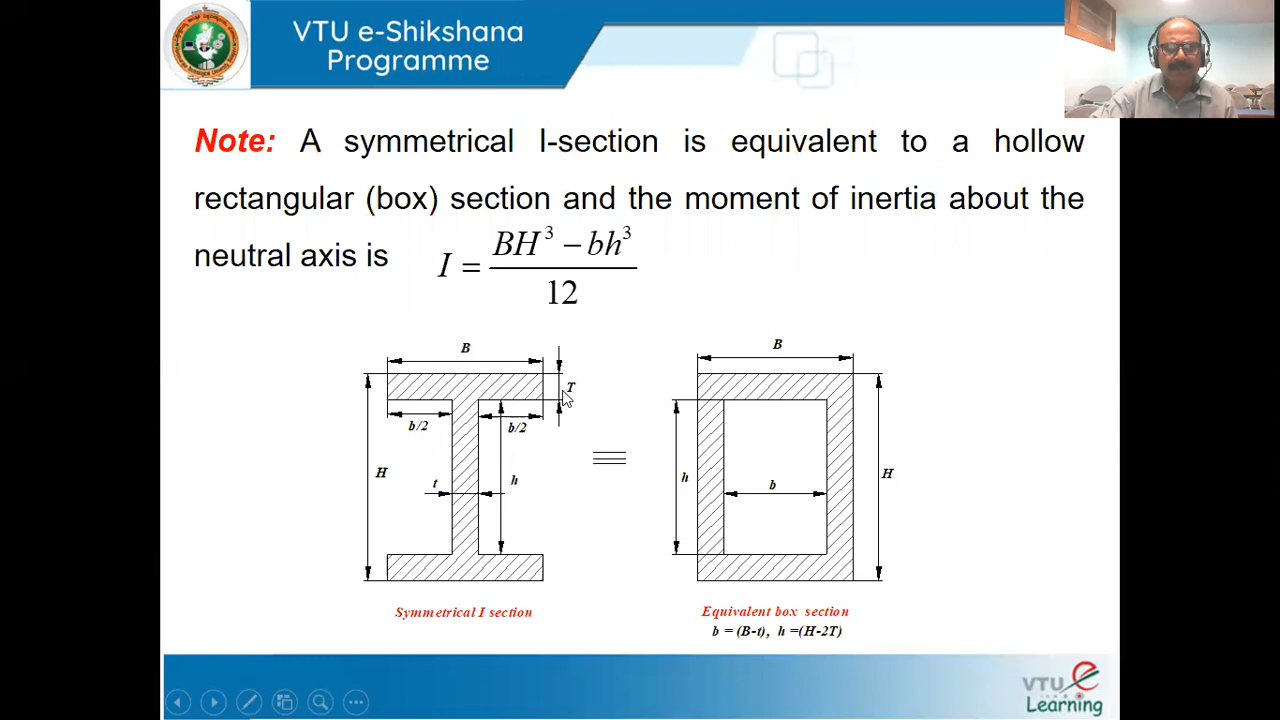 VTU e-Shikshana
Programme
Note: A symmetrical I-section is equivalent to a hollow
rectangular (box) section and the moment of inertia about the
neutral axis is I = (BH³ − bh³) / 12
B
T
b/2
b/2
H
t
h
B
h
b
H
Symmetrical I section
Equivalent box section
b = (B-t), h =(H-2T)
VTU e
Learning